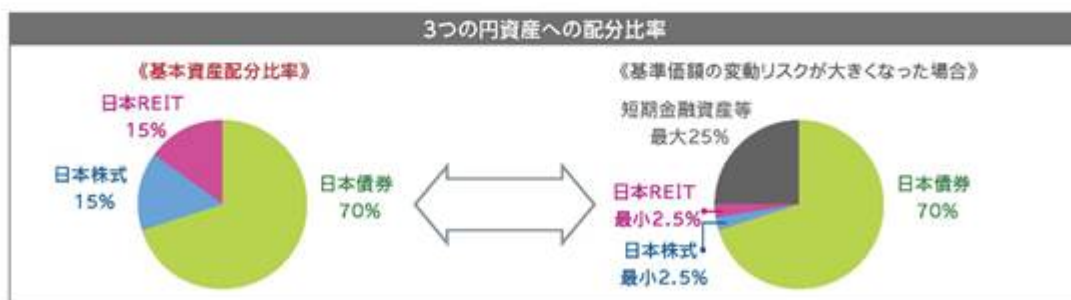 3つの円資産への配分比率
《基本資産配分比率》
日本REIT
15%
日本株式
15%
日本債券
70%
《基準価額の変動リスクが大きくなった場合》
短期金融資産等
最大25%
日本REIT
最小2.5%
日本株式
最小2.5%
日本債券
70%